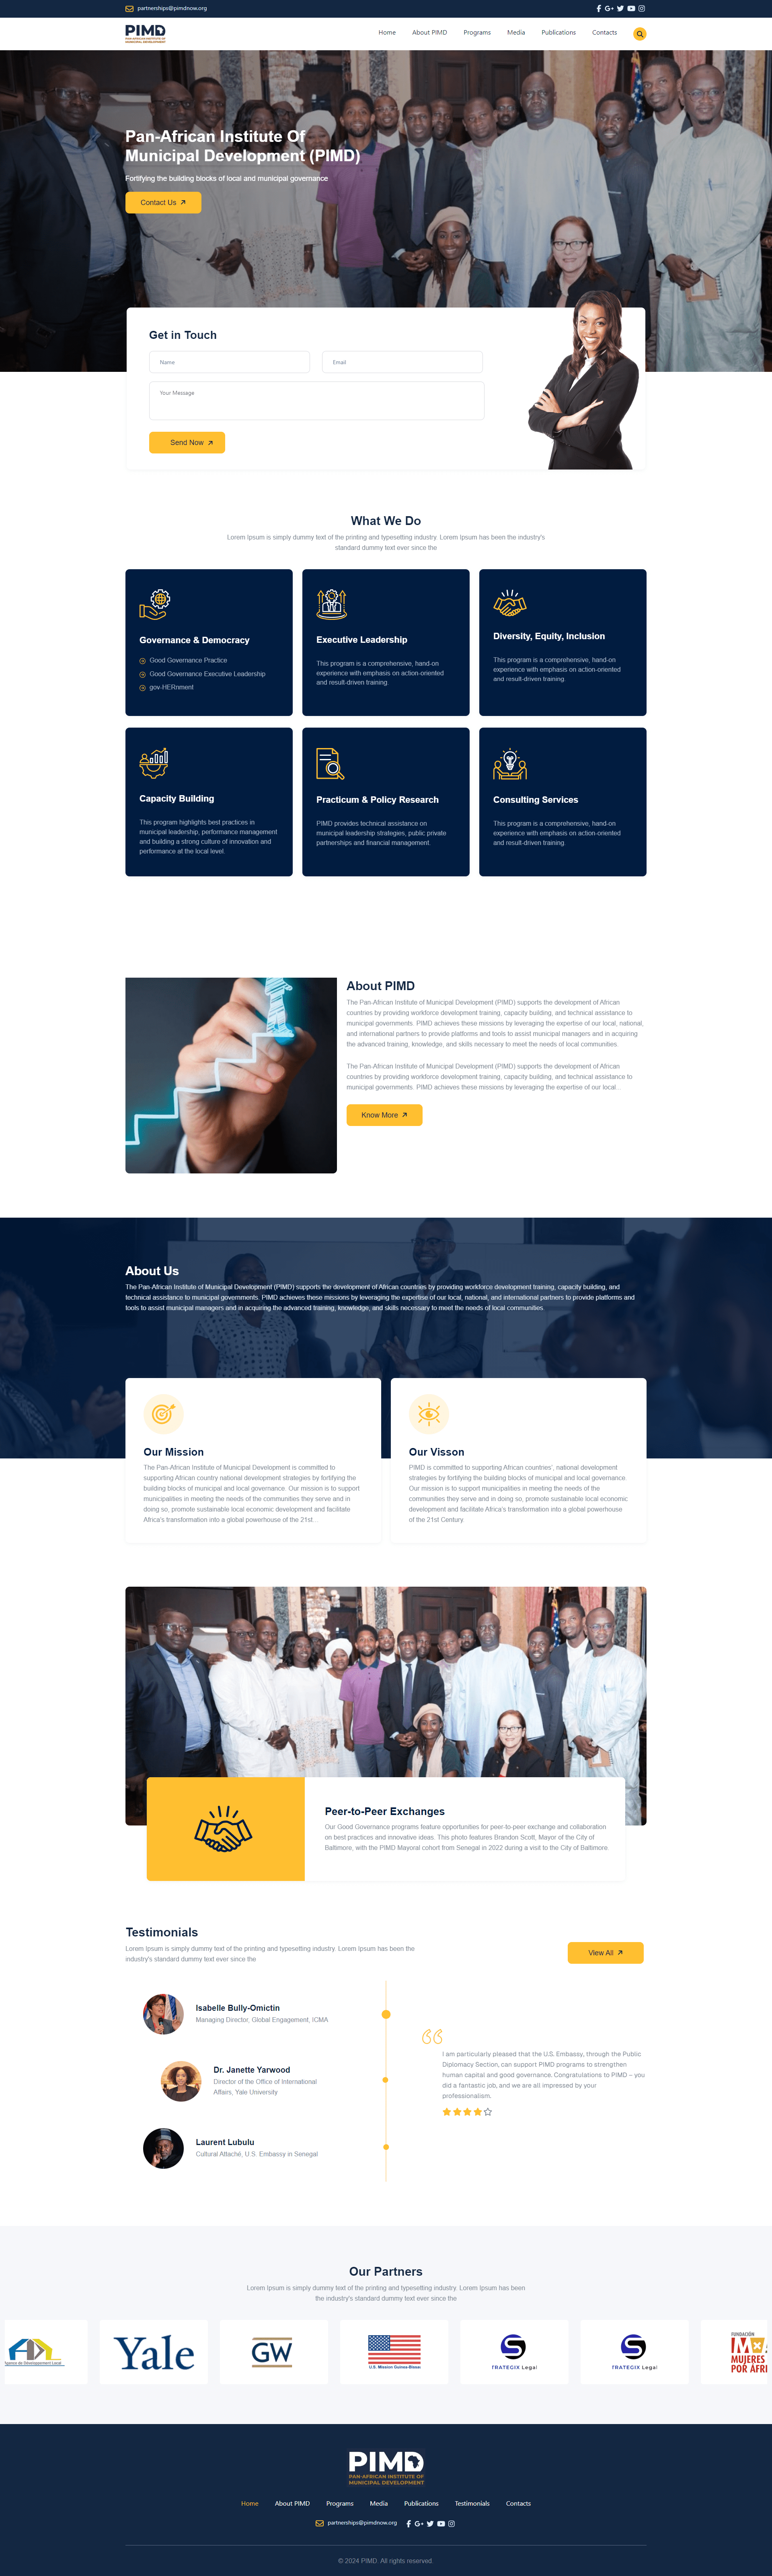 partnerships@pimdnow.org
PIMD
PAN-AFRICAN INSTITUTE OF
MUNICIPAL DEVELOPMENT
Home About PIMD Programs Media Publications Contacts
Pan-African Institute Of
Municipal Development (PIMD)
Fortifying the building blocks of local and municipal governance
Contact Us
Get in Touch
Name Email
Your Message
Send Now
What We Do
Lorem Ipsum is simply dummy text of the printing and typesetting industry. Lorem Ipsum has been the industry's
standard dummy text ever since the
Governance & Democracy
Good Governance Practice
Good Governance Executive Leadership
gov-HERnment
Executive Leadership
This program is a comprehensive, hand-on
experience with emphasis on action-oriented
and result-driven training.
Diversity, Equity, Inclusion
This program is a comprehensive, hand-on
experience with emphasis on action-oriented
and result-driven training.
Capacity Building
This program highlights best practices in
municipal leadership, performance management
and building a strong culture of innovation and
performance at the local level.
Practicum & Policy Research
PIMD provides technical assistance on
municipal leadership strategies, public private
partnerships and financial management.
Consulting Services
This program is a comprehensive, hand-on
experience with emphasis on action-oriented
and result-driven training.
About PIMD
The Pan-African Institute of Municipal Development (PIMD) supports the development of African
countries by providing workforce development training, capacity building, and technical assistance to
municipal governments. PIMD achieves these missions by leveraging the expertise of our local, national,
and international partners to provide platforms and tools to assist municipal managers and in acquiring
the advanced training, knowledge, and skills necessary to meet the needs of local communities.
The Pan-African Institute of Municipal Development (PIMD) supports the development of African
countries by providing workforce development training, capacity building, and technical assistance to
municipal governments. PIMD achieves these missions by leveraging the expertise of our local...
Know More
About Us
The Pan-African Institute of Municipal Development (PIMD) supports the development of African countries by providing workforce development training, capacity building, and
technical assistance to municipal governments. PIMD achieves these missions by leveraging the expertise of our local, national, and international partners to provide platforms and
tools to assist municipal managers and in acquiring the advanced training, knowledge, and skills necessary to meet the needs of local communities.
Our Mission
The Pan-African Institute of Municipal Development is committed to
supporting African country national development strategies by fortifying the
building blocks of municipal and local governance. Our mission is to support
municipalities in meeting the needs of the communities they serve and in
doing so, promote sustainable local economic development and facilitate
Africa's transformation into a global powerhouse of the 21st...
Our Visson
PIMD is committed to supporting African countries', national development
strategies by fortifying the building blocks of municipal and local governance.
Our mission is to support municipalities in meeting the needs of the
communities they serve and in doing so, promote sustainable local economic
development and facilitate Africa's transformation into a global powerhouse
of the 21st Century.
Peer-to-Peer Exchanges
Our Good Governance programs feature opportunities for peer-to-peer exchange and collaboration
on best practices and innovative ideas. This photo features Brandon Scott, Mayor of the City of
Baltimore, with the PIMD Mayoral cohort from Senegal in 2022 during a visit to the City of Baltimore.
Testimonials
Lorem Ipsum is simply dummy text of the printing and typesetting industry. Lorem Ipsum has been the
industry's standard dummy text ever since the
View All
Isabelle Bully-Omictin
Managing Director, Global Engagement, ICMA
Dr. Janette Yarwood
Director of the Office of International
Affairs, Yale University
Laurent Lubulu
Cultural Attaché, U.S. Embassy in Senegal
I am particularly pleased that the U.S. Embassy, through the Public
Diplomacy Section, can support PIMD programs to strengthen
human capital and good governance. Congratulations to PIMD – you
did a fantastic job, and we are all impressed by your
professionalism.
Our Partners
Lorem Ipsum is simply dummy text of the printing and typesetting industry. Lorem Ipsum has been
the industry's standard dummy text ever since the
Yale
GW
U.S. Mission Guinea-Bissau
TRATEGIX Legal
TRATEGIX Legal
FUNDACIÓN
MUJERES
POR ÁFRI
PIMD
PAN-AFRICAN INSTITUTE OF
MUNICIPAL DEVELOPMENT
Home About PIMD Programs Media Publications Testimonials Contacts
partnerships@pimdnow.org
© 2024 PIMD. All rights reserved.